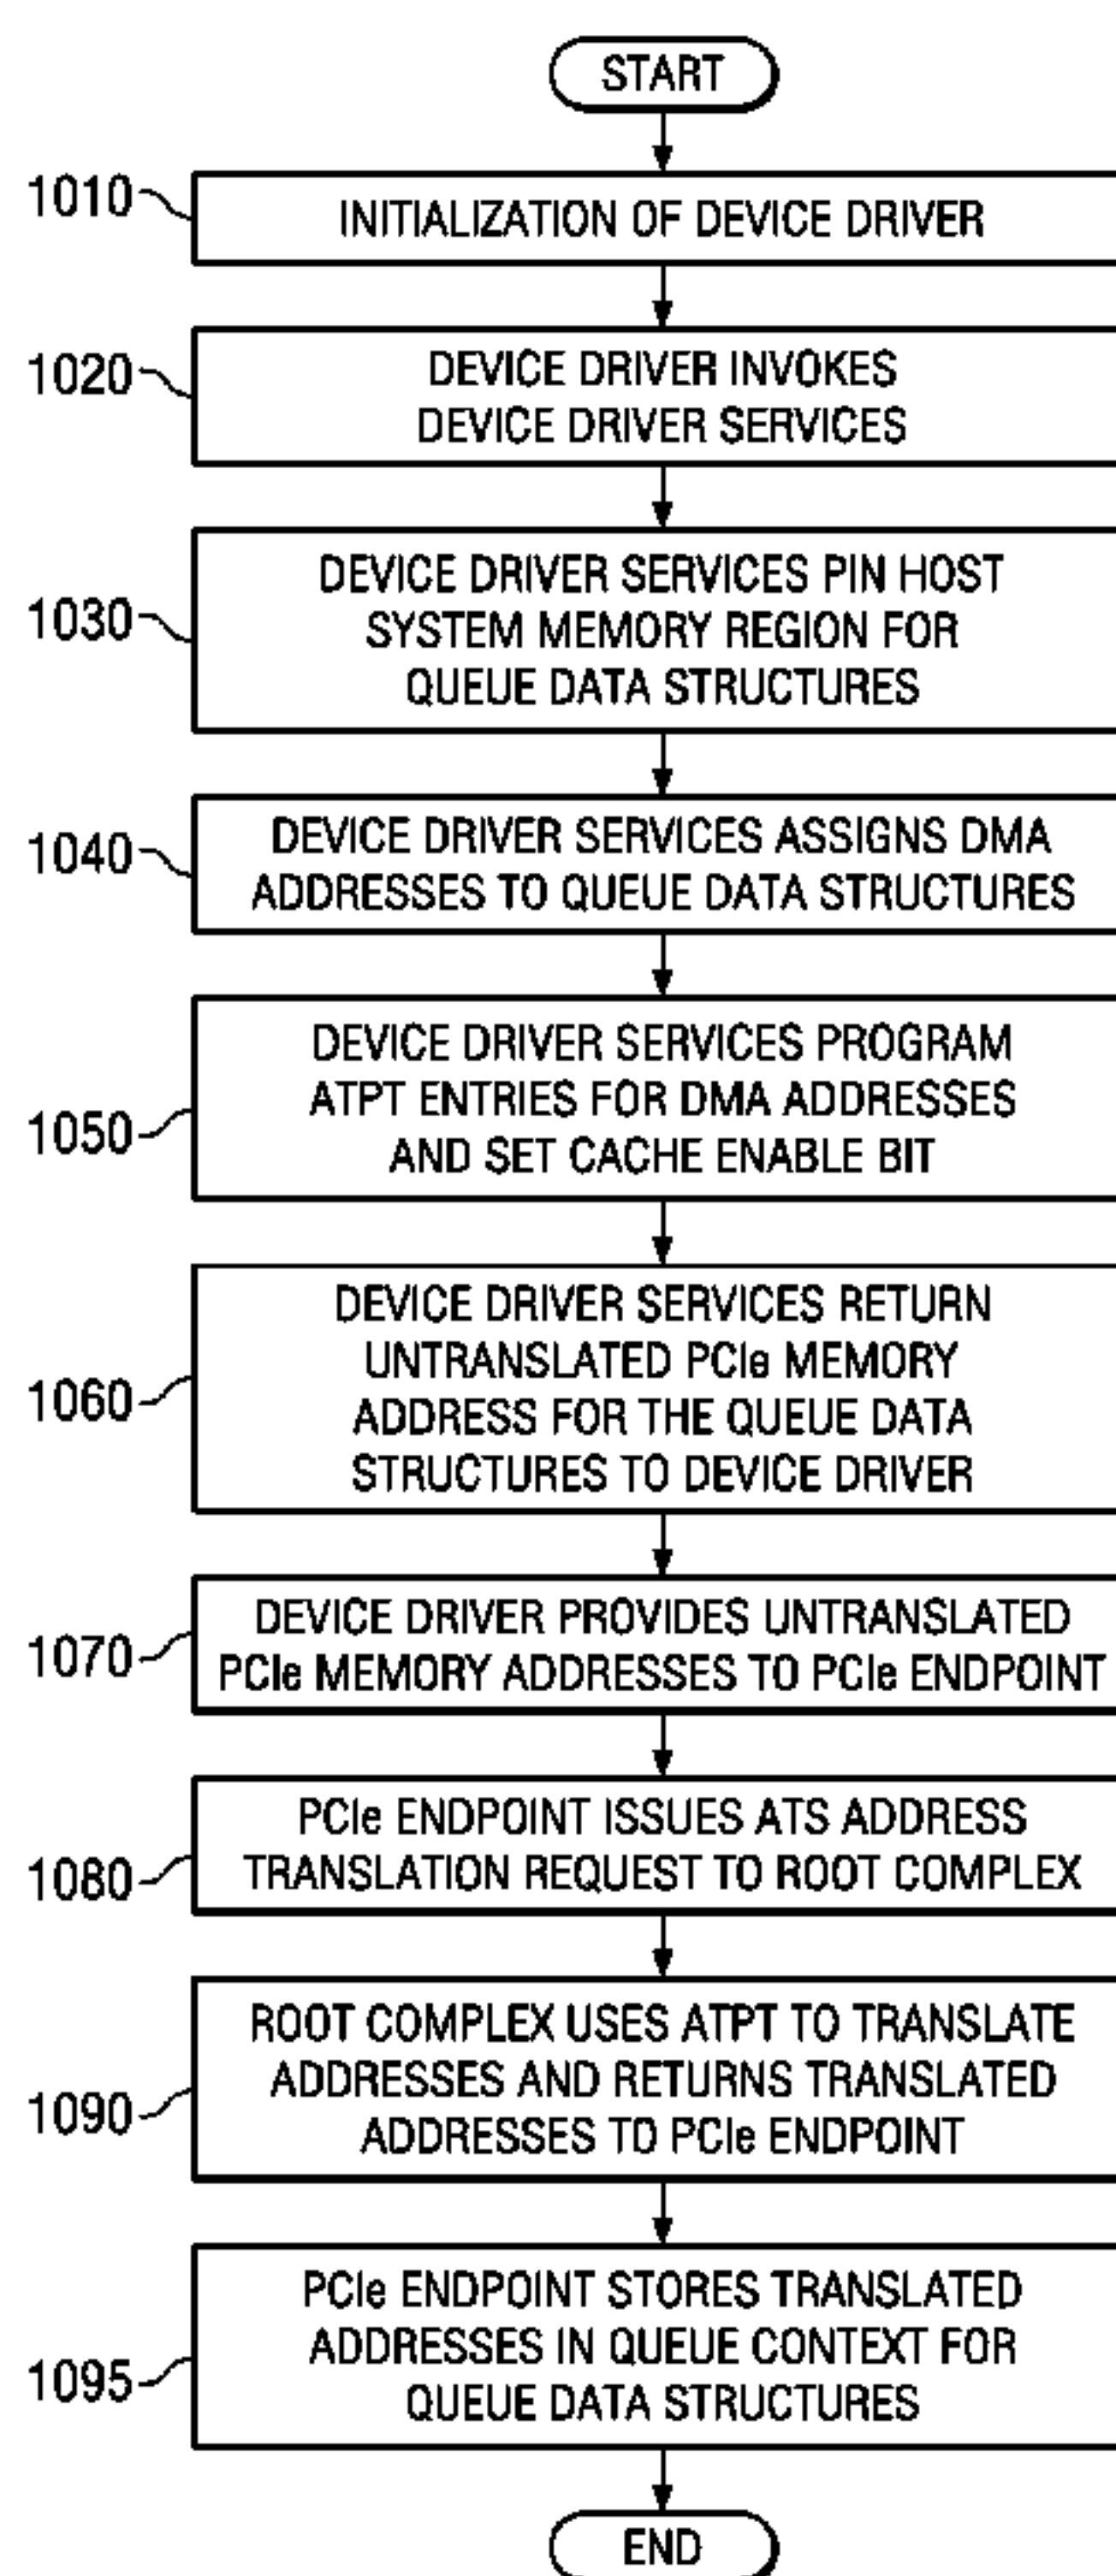 START
1010
INITIALIZATION OF DEVICE DRIVER
1020
DEVICE DRIVER INVOKES
DEVICE DRIVER SERVICES
1030
DEVICE DRIVER SERVICES PIN HOST
SYSTEM MEMORY REGION FOR
QUEUE DATA STRUCTURES
1040
DEVICE DRIVER SERVICES ASSIGNS DMA
ADDRESSES TO QUEUE DATA STRUCTURES
1050
DEVICE DRIVER SERVICES PROGRAM
ATPT ENTRIES FOR DMA ADDRESSES
AND SET CACHE ENABLE BIT
1060
DEVICE DRIVER SERVICES RETURN
UNTRANSLATED PCIe MEMORY
ADDRESS FOR THE QUEUE DATA
STRUCTURES TO DEVICE DRIVER
1070
DEVICE DRIVER PROVIDES UNTRANSLATED
PCIe MEMORY ADDRESSES TO PCIe ENDPOINT
1080
PCIe ENDPOINT ISSUES ATS ADDRESS
TRANSLATION REQUEST TO ROOT COMPLEX
1090
ROOT COMPLEX USES ATPT TO TRANSLATE
ADDRESSES AND RETURNS TRANSLATED
ADDRESSES TO PCIe ENDPOINT
1095
PCIe ENDPOINT STORES TRANSLATED
ADDRESSES IN QUEUE CONTEXT FOR
QUEUE DATA STRUCTURES
END